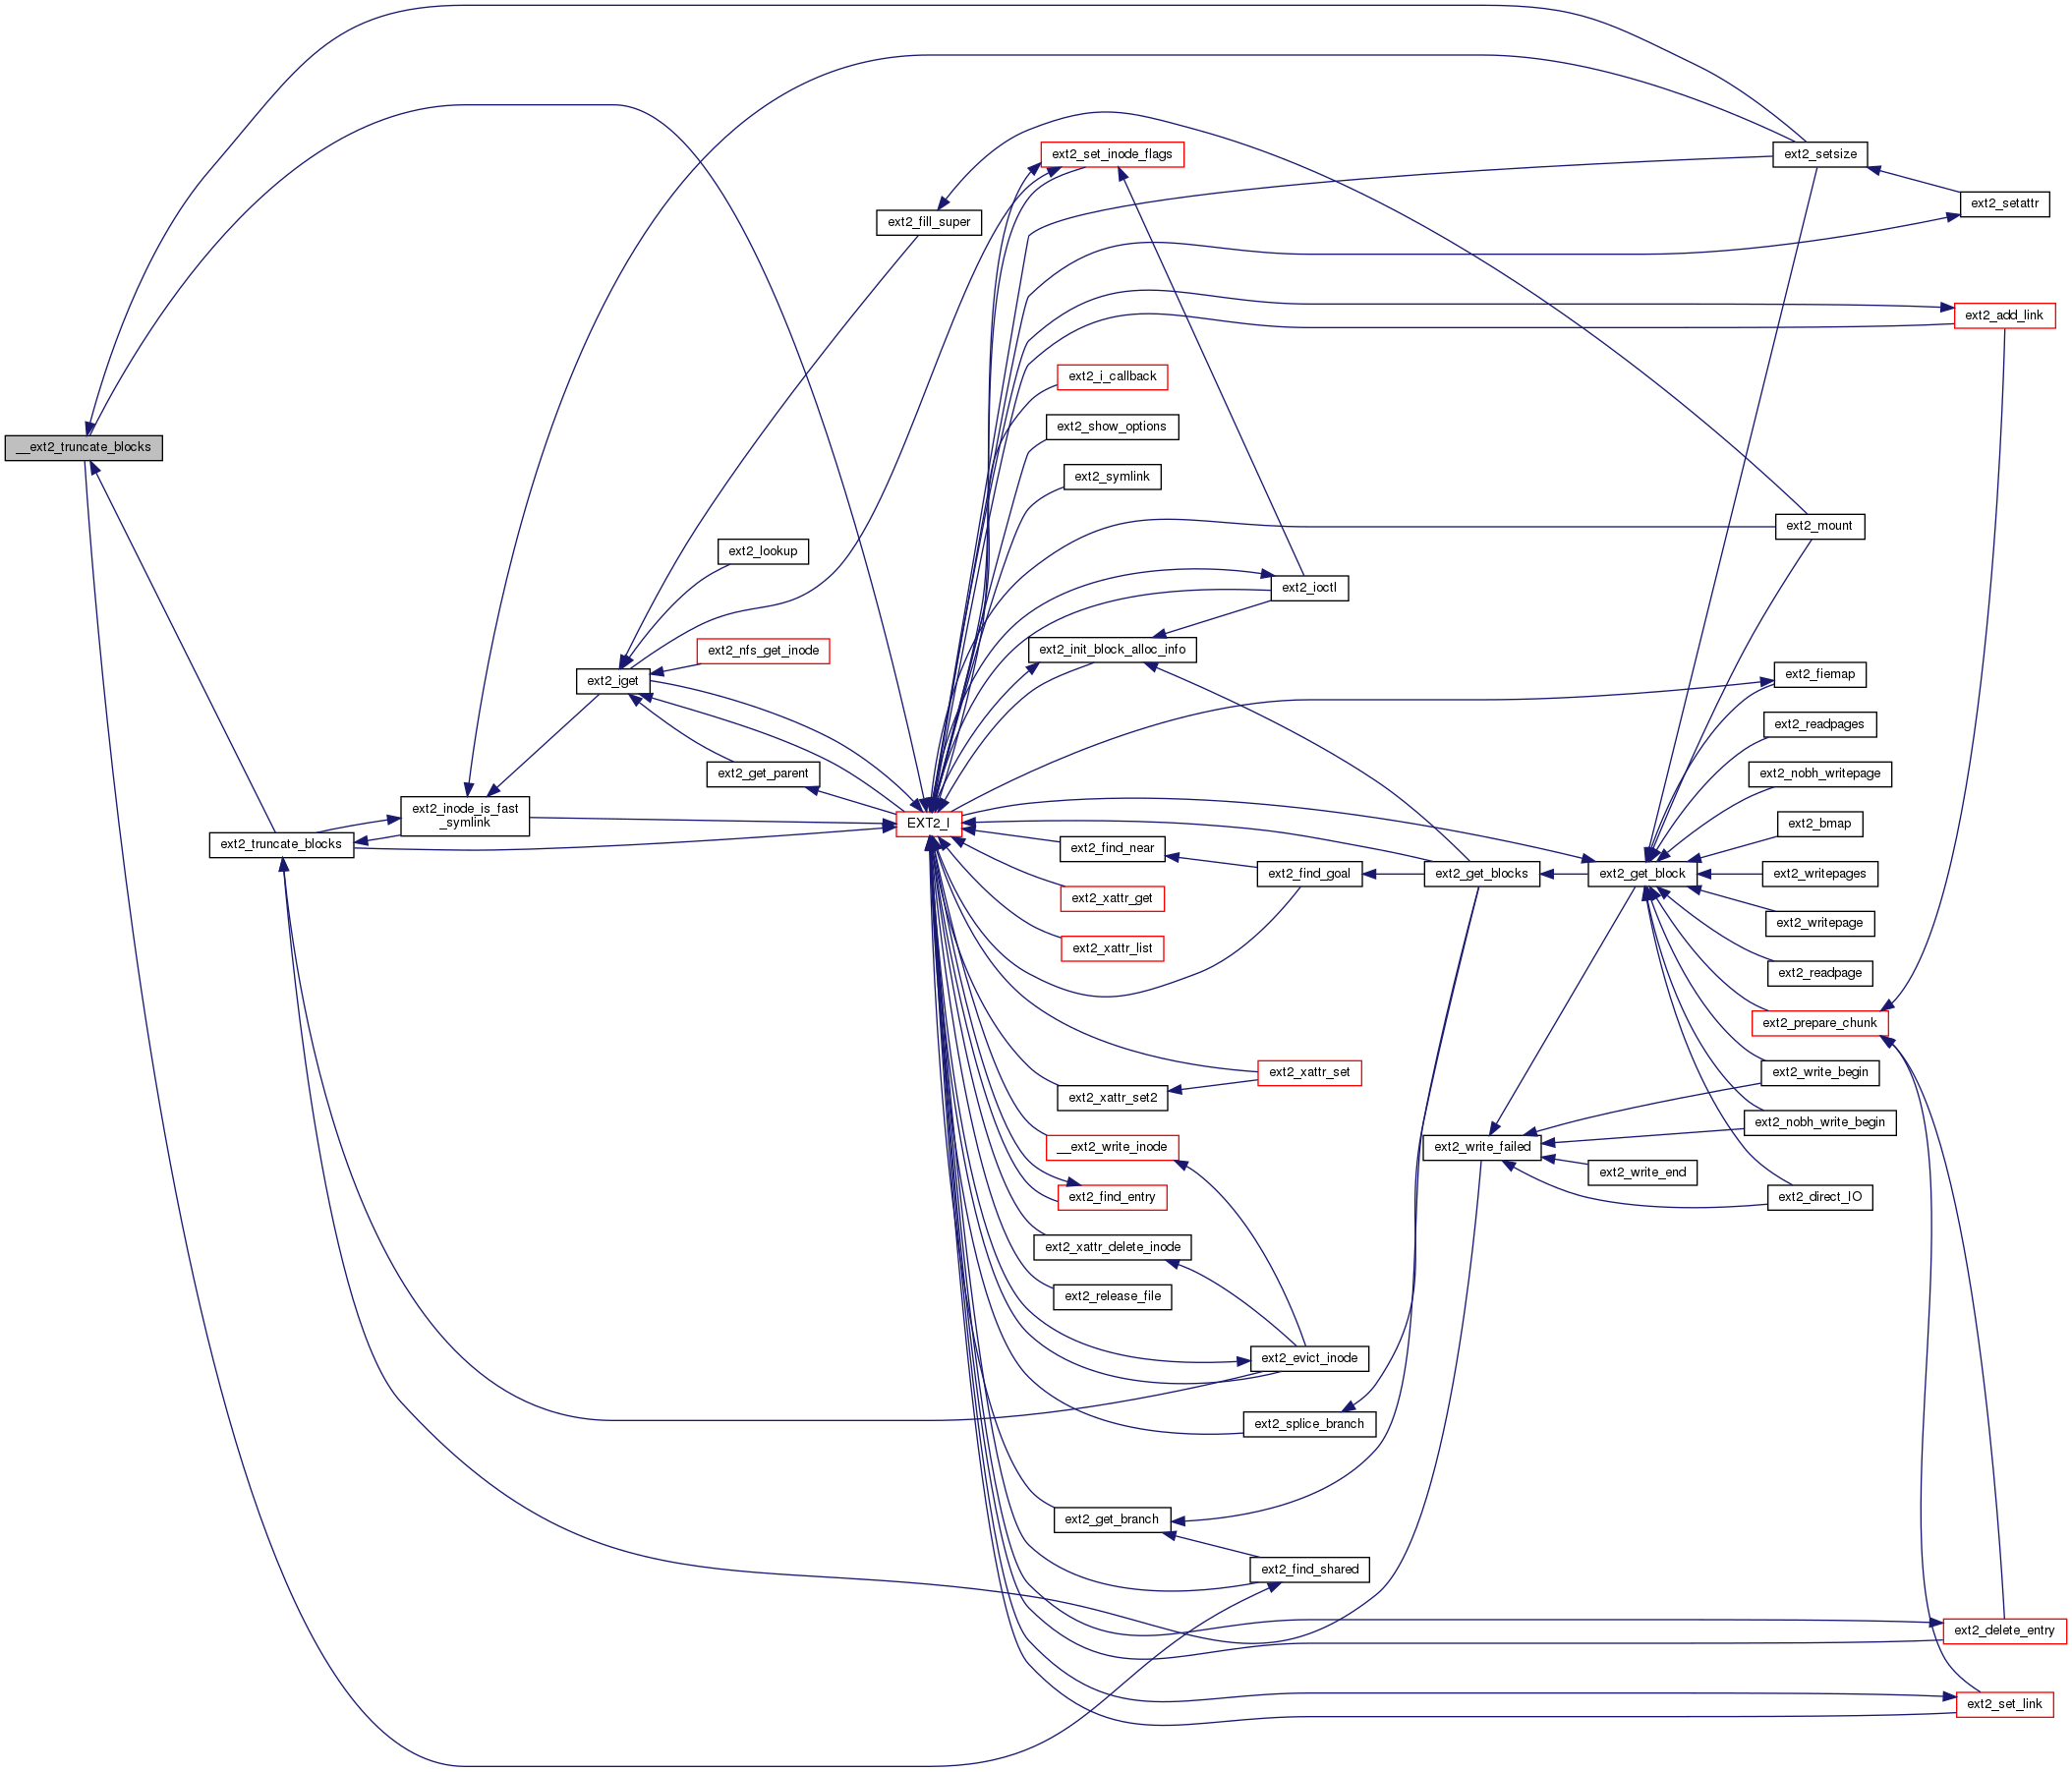 ext2_setsize
ext2_set_inode_flags
ext2_setattr
ext2_fill_super
ext2_add_link
ext2_i_callback
ext2_show_options
__ext2_truncate_blocks
ext2_symlink
ext2_mount
ext2_lookup
ext2_ioctl
ext2_nfs_get_inode
ext2_init_block_alloc_info
ext2_iget
ext2_fiemap
ext2_readpages
ext2_get_parent
ext2_nobh_writepage
ext2_inode_is_fast
_symlink
EXT2_I
ext2_bmap
ext2_truncate_blocks
ext2_find_near
ext2_find_goal
ext2_get_blocks
ext2_get_block
ext2_writepages
ext2_xattr_get
ext2_writepage
ext2_xattr_list
ext2_readpage
ext2_prepare_chunk
ext2_xattr_set
ext2_write_begin
ext2_xattr_set2
ext2_nobh_write_begin
__ext2_write_inode
ext2_write_failed
ext2_write_end
ext2_find_entry
ext2_direct_IO
ext2_xattr_delete_inode
ext2_release_file
ext2_evict_inode
ext2_splice_branch
ext2_get_branch
ext2_find_shared
ext2_delete_entry
ext2_set_link